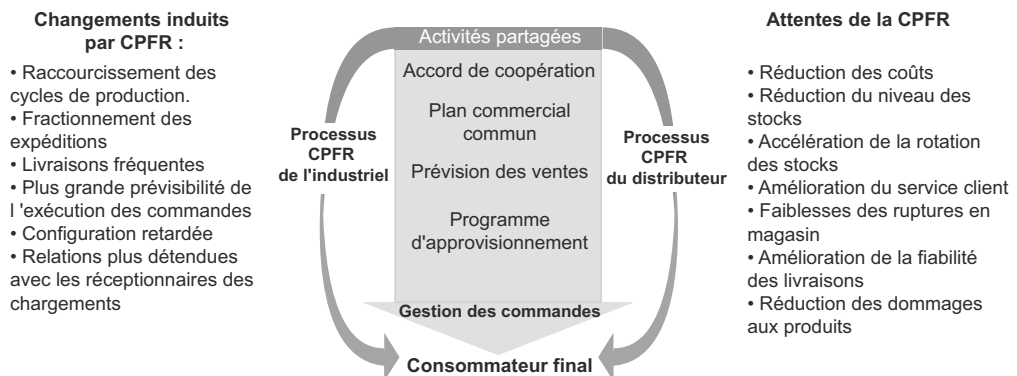 Changements induits
par CPFR :
• Raccourcissement des
cycles de production.
• Fractionnement des
expéditions
• Livraisons fréquentes
• Plus grande prévisibilité de
l 'exécution des commandes
• Configuration retardée
• Relations plus détendues
avec les réceptionnaires des
chargements
Processus
CPFR
de l'industriel
Activités partagées
Accord de coopération
Plan commercial
commun
Prévision des ventes
Programme
d'approvisionnement
Gestion des commandes
Consommateur final
Processus
CPFR
du distributeur
Attentes de la CPFR
• Réduction des coûts
• Réduction du niveau des
stocks
• Accélération de la rotation
des stocks
• Amélioration du service client
• Faiblesses des ruptures en
magasin
• Amélioration de la fiabilité
des livraisons
• Réduction des dommages
aux produits